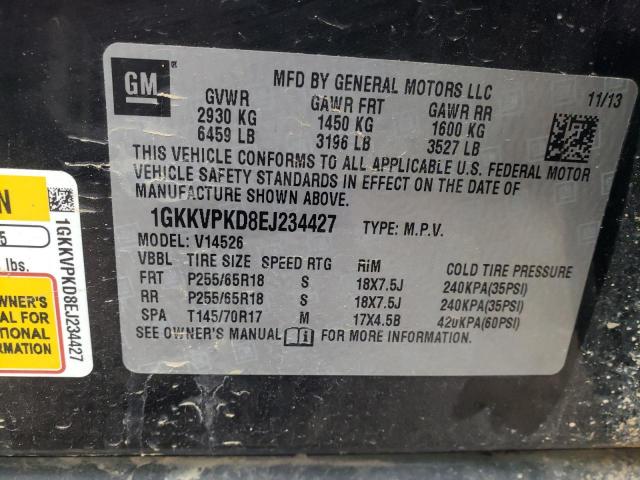 GM
MFD BY GENERAL MOTORS LLC
11/13
GVWR GAWR FRT GAWR RR
2930 KG 1450 KG 1600 KG
6459 LB 3196 LB 3527 LB
THIS VEHICLE CONFORMS TO ALL APPLICABLE U.S. FEDERAL MOTOR
VEHICLE SAFETY STANDARDS IN EFFECT ON THE DATE OF
MANUFACTURE SHOWN ABOVE.
1GKKVPKD8EJ234427 TYPE: M.P.V.
MODEL: V14526
VBBL TIRE SIZE SPEED RTG RIM COLD TIRE PRESSURE
FRT P255/65R18 S 18X7.5J 240KPA(35PSI)
RR P255/65R18 S 18X7.5J 240KPA(35PSI)
SPA T145/70R17 M 17X4.5B 420KPA(60PSI)
SEE OWNER'S MANUAL FOR MORE INFORMATION.
N
5
lbs.
OWNER'S
MANUAL FOR
ADDITIONAL
INFORMATION
1GKKVPKD8EJ234427